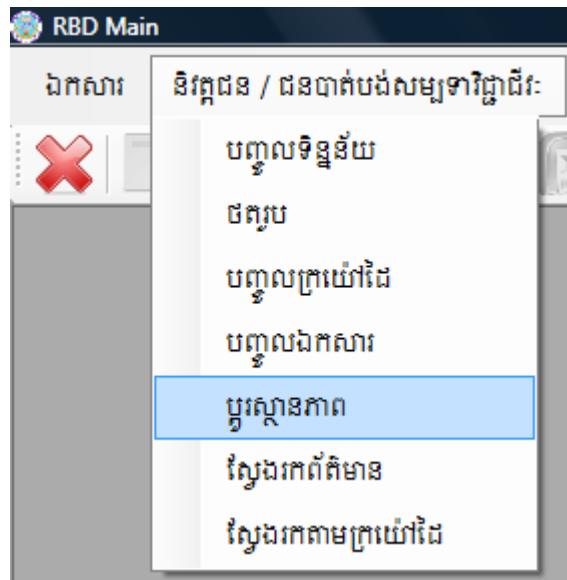 RBD Main
ឯកសារ និវត្តជន / ជនបាត់បង់សម្បទាវិជ្ជាជីវៈ
បញ្ចូលទិន្នន័យ
ថតរូប
បញ្ចូលក្រយ៉ៅដៃ
បញ្ចូលឯកសារ
ប្តូរស្ថានភាព
ស្វែងរកព័ត៌មាន
ស្វែងរកតាមក្រយ៉ៅដៃ